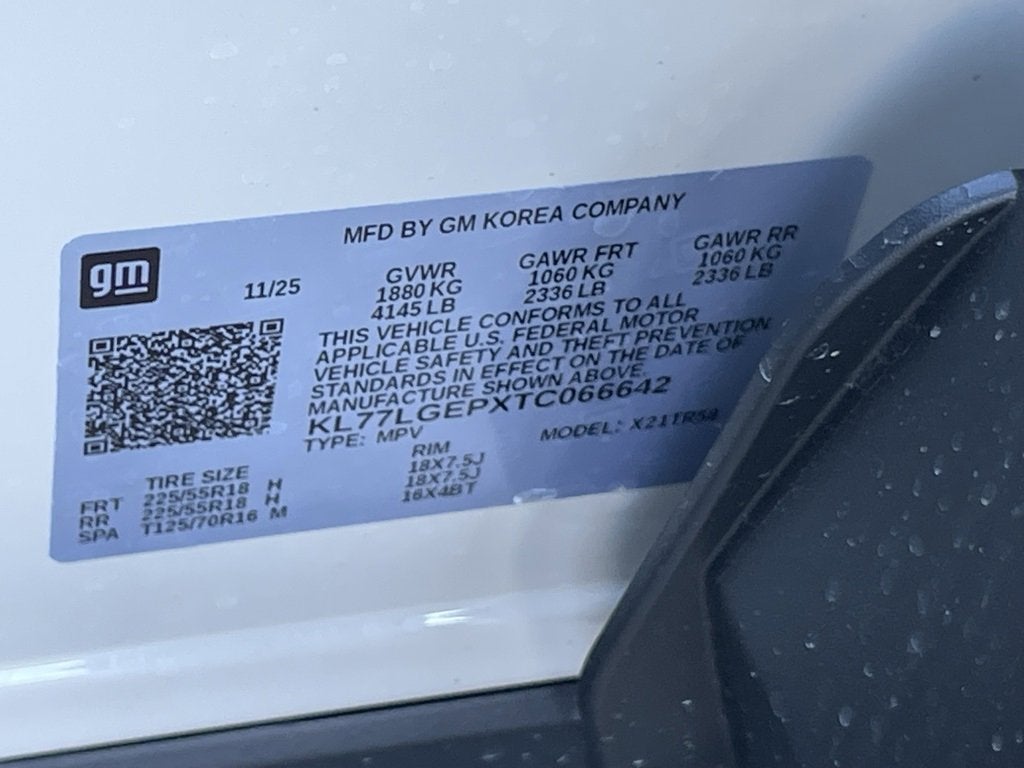 MFD BY GM KOREA COMPANY
gm
11/25
GVWR GAWR FRT GAWR RR
1880 KG 1060 KG 1060 KG
4145 LB 2336 LB 2336 LB
THIS VEHICLE CONFORMS TO ALL
APPLICABLE U.S. FEDERAL MOTOR
VEHICLE SAFETY AND THEFT PREVENTION
STANDARDS IN EFFECT ON THE DATE OF
MANUFACTURE SHOWN ABOVE.
KL77LGEPXTC066642
TYPE: MPV MODEL: X21TR58
TIRE SIZE RIM
FRT 225/55R18 H 18X7.5J
RR 225/55R18 H 18X7.5J
SPA T125/70R16 M 16X4BT